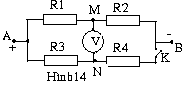 R1 M R2
A + V - B
R3 N R4 K
Hinh14